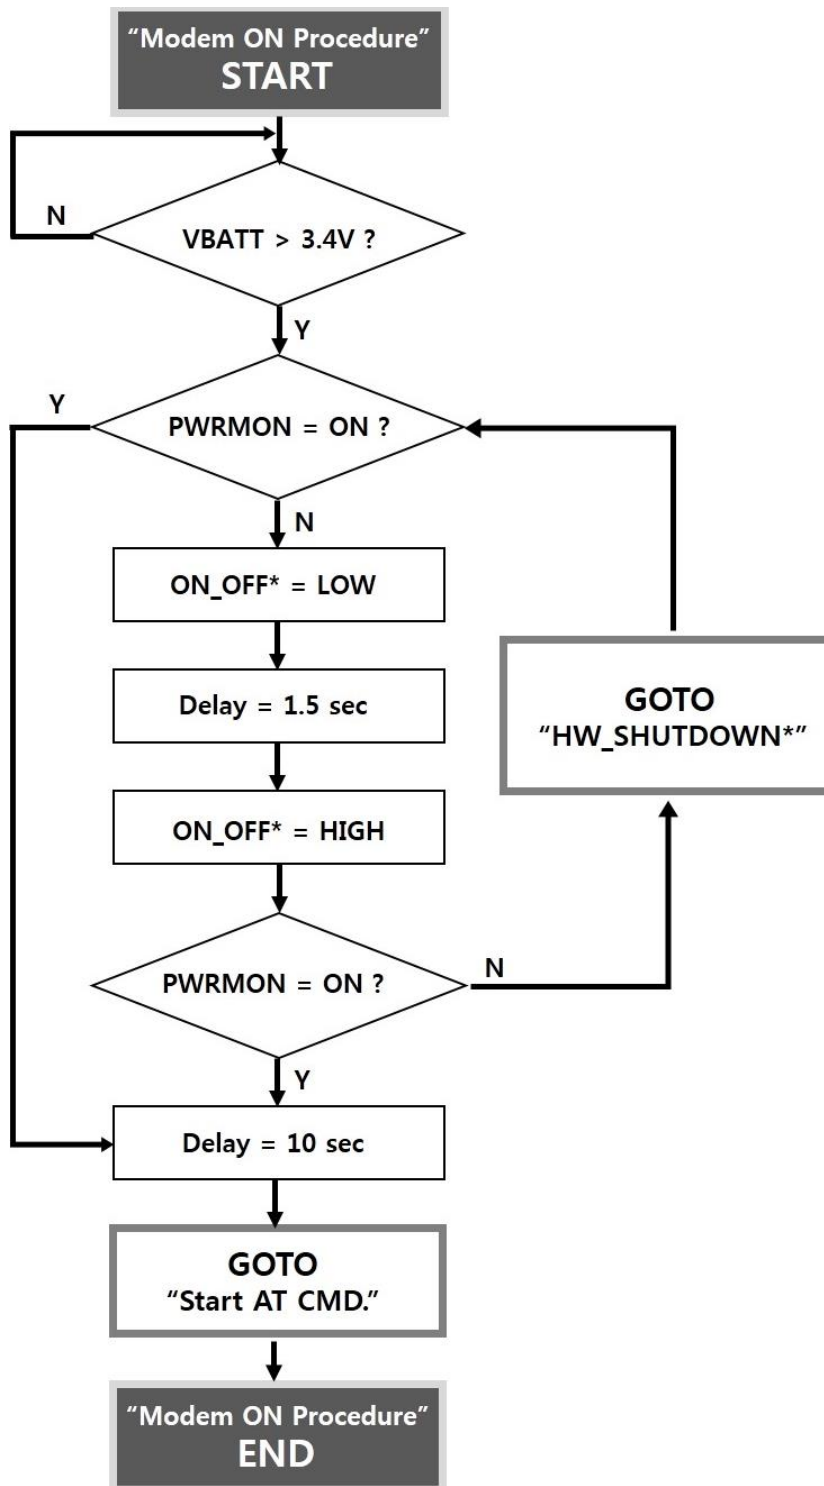 “Modem ON Procedure”
START
N
VBATT > 3.4V ?
Y
Y
PWRMON = ON ?
N
ON_OFF* = LOW
Delay = 1.5 sec
GOTO
“HW_SHUTDOWN*”
ON_OFF* = HIGH
PWRMON = ON ?
N
Y
Delay = 10 sec
GOTO
“Start AT CMD.”
“Modem ON Procedure”
END